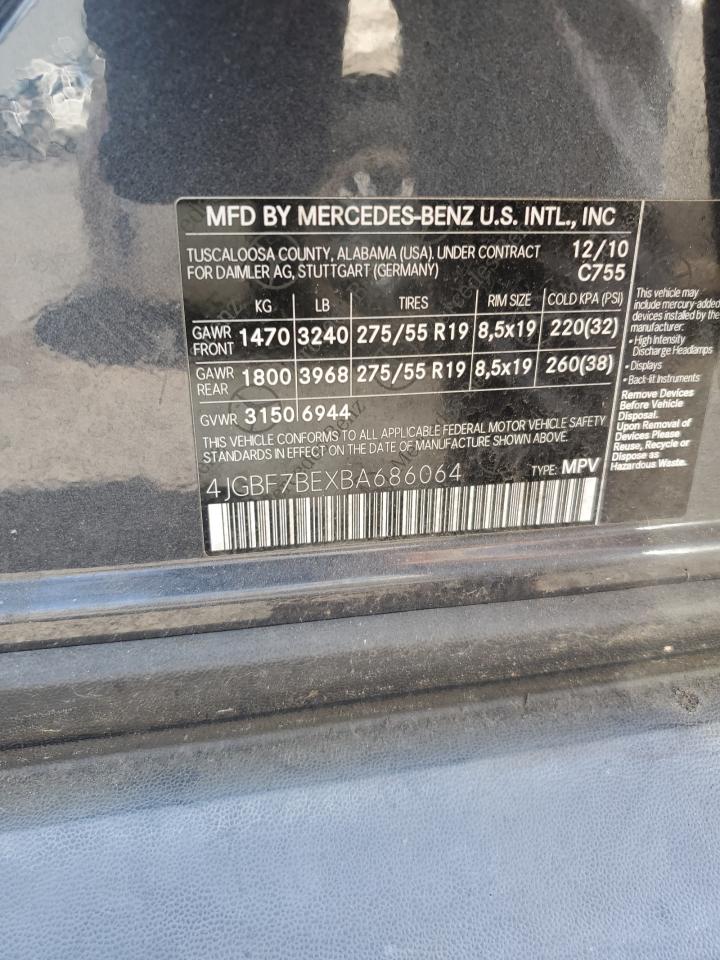 MFD BY MERCEDES-BENZ U.S. INTL., INC
TUSCALOOSA COUNTY, ALABAMA (USA). UNDER CONTRACT
FOR DAIMLER AG, STUTTGART (GERMANY)
12/10
C755
KG LB TIRES RIM SIZE COLD KPA (PSI)
GAWR FRONT 1470 3240 275/55 R19 8,5x19 220(32)
GAWR REAR 1800 3968 275/55 R19 8,5x19 260(38)
GVWR 3150 6944
THIS VEHICLE CONFORMS TO ALL APPLICABLE FEDERAL MOTOR VEHICLE SAFETY
STANDARDS IN EFFECT ON THE DATE OF MANUFACTURE SHOWN ABOVE.
4JGBF7BEXBA686064
TYPE: MPV
This vehicle may
include mercury-added
devices installed by the
manufacturer:
• High Intensity
Discharge Headlamps
• Displays
• Back-lit Instruments
Remove Devices
Before Vehicle
Disposal.
Upon Removal of
Devices Please
Reuse, Recycle or
Dispose as
Hazardous Waste.